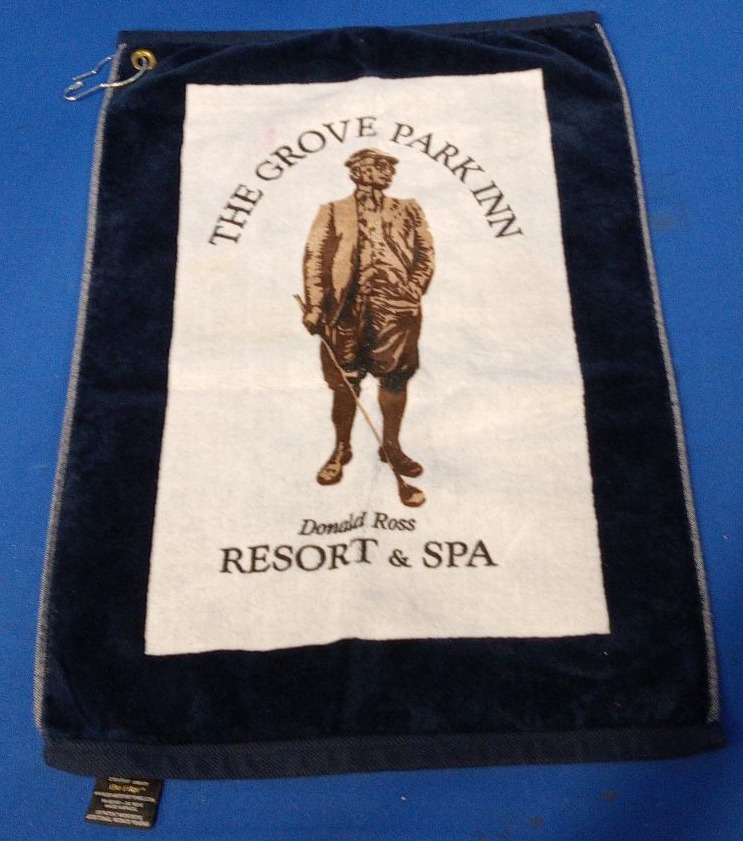 THE GROVE PARK INN
Donald Ross
RESORT & SPA